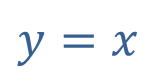 y = x